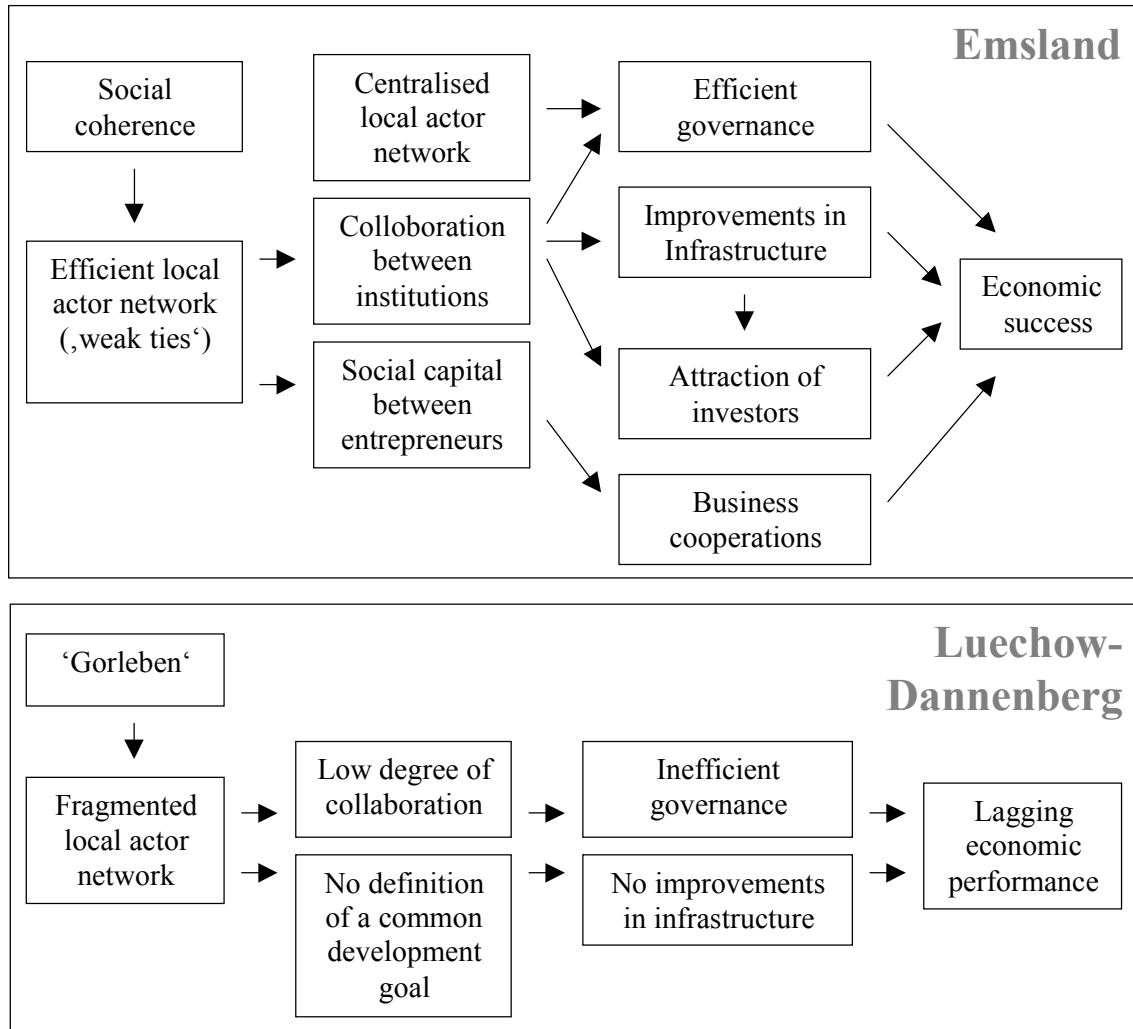 Emsland
Social
coherence
Centralised
local actor
network
Efficient
governance
Efficient local
actor network
(‚weak ties‘)
Colloboration
between
institutions
Improvements in
Infrastructure
Economic
success
Social capital
between
entrepreneurs
Attraction of
investors
Business
cooperations
Luechow-
Dannenberg
‘Gorleben‘
Fragmented
local actor
network
Low degree of
collaboration
Inefficient
governance
Lagging
economic
performance
No definition
of a common
development
goal
No improvements
in infrastructure